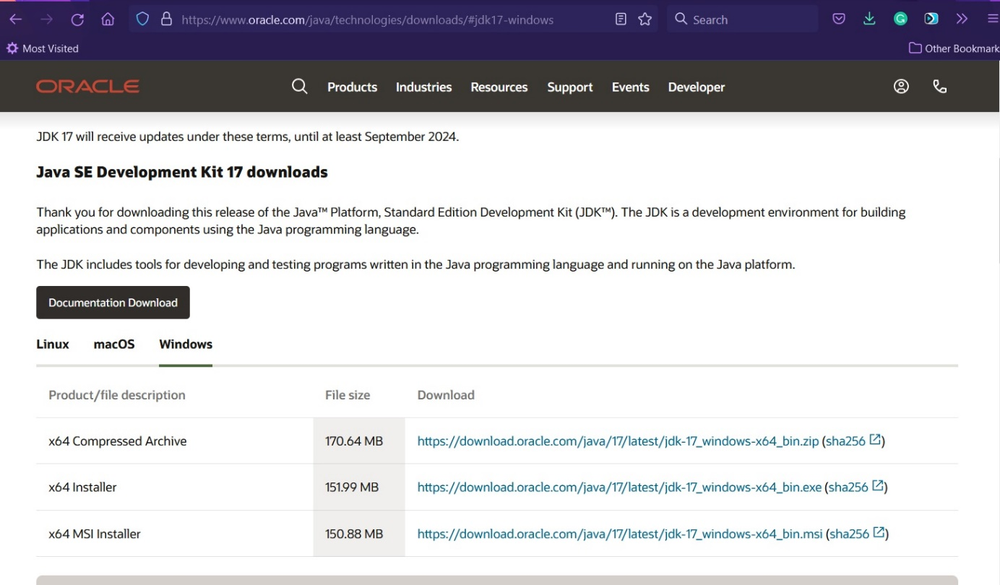 https://www.oracle.com/java/technologies/downloads/#jdk17-windows
Search
Most Visited
Other Bookmark
ORACLE
Products Industries Resources Support Events Developer
JDK 17 will receive updates under these terms, until at least September 2024.
Java SE Development Kit 17 downloads
Thank you for downloading this release of the Java™ Platform, Standard Edition Development Kit (JDK™). The JDK is a development environment for building
applications and components using the Java programming language.
The JDK includes tools for developing and testing programs written in the Java programming language and running on the Java platform.
Documentation Download
Linux macOS Windows
Product/file description File size Download
x64 Compressed Archive 170.64 MB https://download.oracle.com/java/17/latest/jdk-17_windows-x64_bin.zip (sha256)
x64 Installer 151.99 MB https://download.oracle.com/java/17/latest/jdk-17_windows-x64_bin.exe (sha256)
x64 MSI Installer 150.88 MB https://download.oracle.com/java/17/latest/jdk-17_windows-x64_bin.msi (sha256)